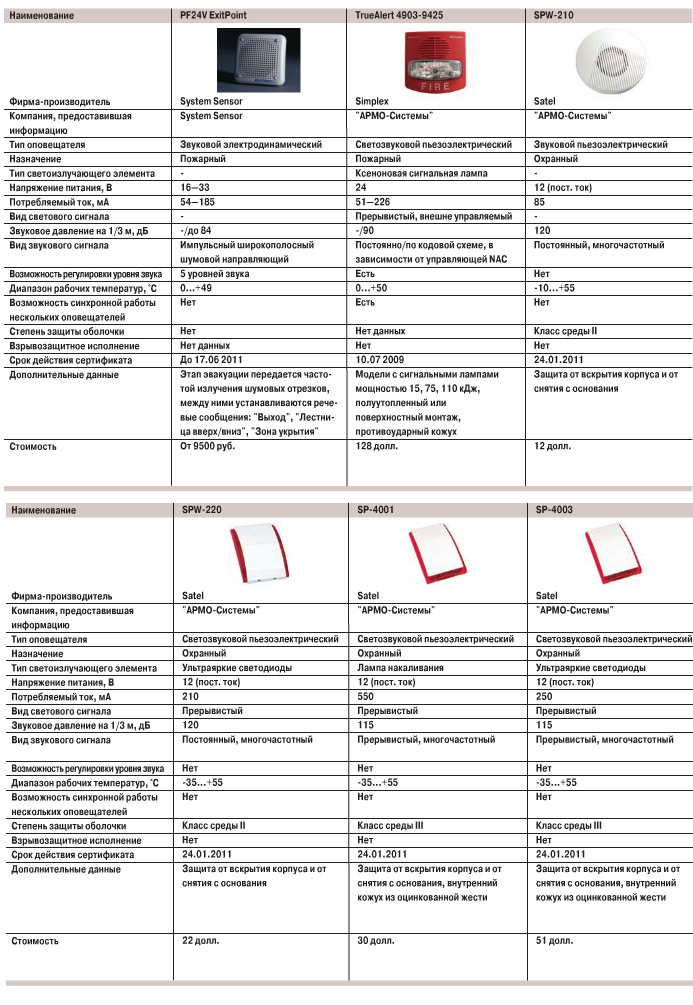 Наименование PF24V ExitPoint TrueAlert 4903-9425 SPW-210
FIRE
Фирма-производитель System Sensor Simplex Satel
Компания, предоставившая System Sensor "АРМО-Системы" "АРМО-Системы"
информацию
Тип оповещателя Звуковой электродинамический Светозвуковой пьезоэлектрический Звуковой пьезоэлектрический
Назначение Пожарный Пожарный Охранный
Тип светоизлучающего элемента - Ксеноновая сигнальная лампа -
Напряжение питания, В 16—33 24 12 (пост. ток)
Потребляемый ток, мА 54—185 51—226 85
Вид светового сигнала - Прерывистый, внешне управляемый -
Звуковое давление на 1/3 м, дБ -/до 84 -/90 120
Вид звукового сигнала Импульсный широкополосный Постоянно/по кодовой схеме, в Постоянный, многочастотный
шумовой направляющий зависимости от управляющей NAC
Возможность регулировки уровня звука 5 уровней звука Есть Нет
Диапазон рабочих температур, °С 0...+49 0...+50 -10...+55
Возможность синхронной работы Нет Есть Нет
нескольких оповещателей
Степень защиты оболочки Нет Нет данных Класс среды II
Взрывозащитное исполнение Нет данных Нет Нет
Срок действия сертификата До 17.06 2011 10.07 2009 24.01.2011
Дополнительные данные Этап эвакуации передается часто- Модели с сигнальными лампами Защита от вскрытия корпуса и от
той излучения шумовых отрезков, мощностью 15, 75, 110 кДж, снятия с основания
между ними устанавливаются рече- полуутопленный или
вые сообщения: "Выход", "Лестни- поверхностный монтаж,
ца вверх/вниз", "Зона укрытия" противоударный кожух
Стоимость От 9500 руб. 128 долл. 12 долл.
Наименование SPW-220 SP-4001 SP-4003
Фирма-производитель Satel Satel Satel
Компания, предоставившая "АРМО-Системы" "АРМО-Системы" "АРМО-Системы"
информацию
Тип оповещателя Светозвуковой пьезоэлектрический Светозвуковой пьезоэлектрический Светозвуковой пьезоэлектрический
Назначение Охранный Охранный Охранный
Тип светоизлучающего элемента Ультраяркие светодиоды Лампа накаливания Ультраяркие светодиоды
Напряжение питания, В 12 (пост. ток) 12 (пост. ток) 12 (пост. ток)
Потребляемый ток, мА 210 550 250
Вид светового сигнала Прерывистый Прерывистый Прерывистый
Звуковое давление на 1/3 м, дБ 120 115 115
Вид звукового сигнала Постоянный, многочастотный Прерывистый, многочастотный Прерывистый, многочастотный
Возможность регулировки уровня звука Нет Нет Нет
Диапазон рабочих температур, °С -35...+55 -35...+55 -35...+55
Возможность синхронной работы Нет Нет Нет
нескольких оповещателей
Степень защиты оболочки Класс среды II Класс среды III Класс среды III
Взрывозащитное исполнение Нет Нет Нет
Срок действия сертификата 24.01.2011 24.01.2011 24.01.2011
Дополнительные данные Защита от вскрытия корпуса и от Защита от вскрытия корпуса и от Защита от вскрытия корпуса и от
снятия с основания снятия с основания, внутренний снятия с основания, внутренний
кожух из оцинкованной жести кожух из оцинкованной жести
Стоимость 22 долл. 30 долл. 51 долл.